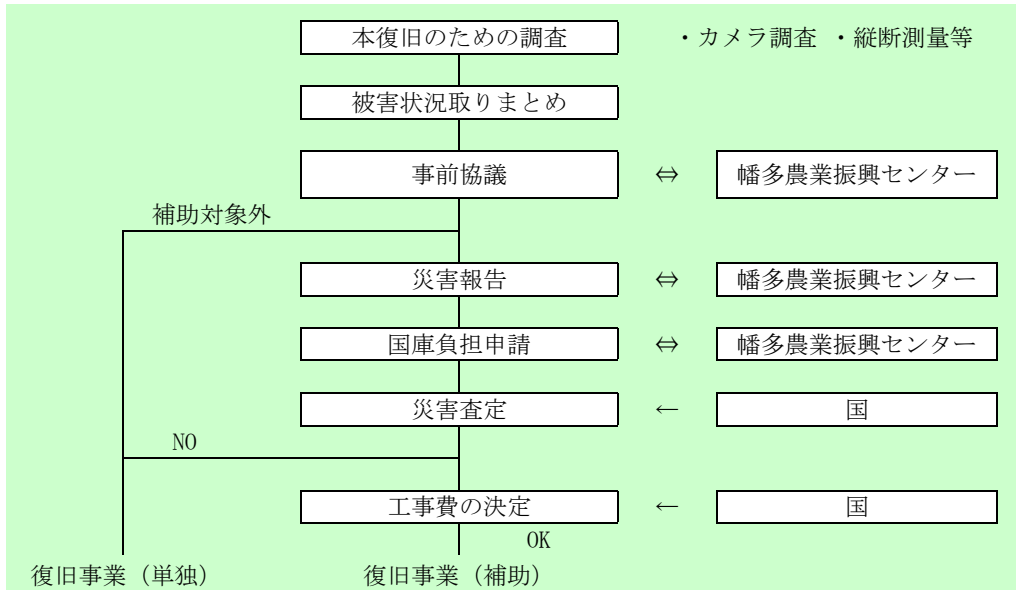 本復旧のための調査 ・カメラ調査 ・縦断測量等
被害状況取りまとめ
事前協議 ⇔ 幡多農業振興センター
補助対象外
災害報告 ⇔ 幡多農業振興センター
国庫負担申請 ⇔ 幡多農業振興センター
災害査定 ← 国
NO
工事費の決定 ← 国
OK
復旧事業（単独） 復旧事業（補助）